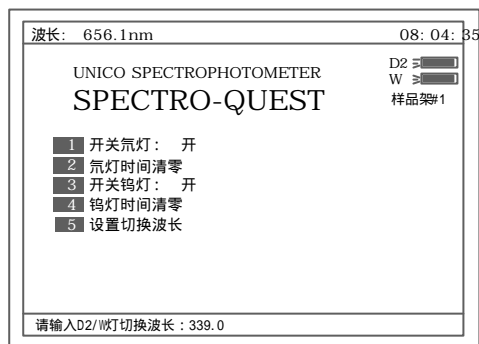 波长: 656.1nm 08: 04: 35
UNICO SPECTROPHOTOMETER
SPECTRO-QUEST
D2
W
样品架#1
1 开关氘灯: 开
2 氘灯时间清零
3 开关钨灯: 开
4 钨灯时间清零
5 设置切换波长
请输入D2/W灯切换波长:339.0